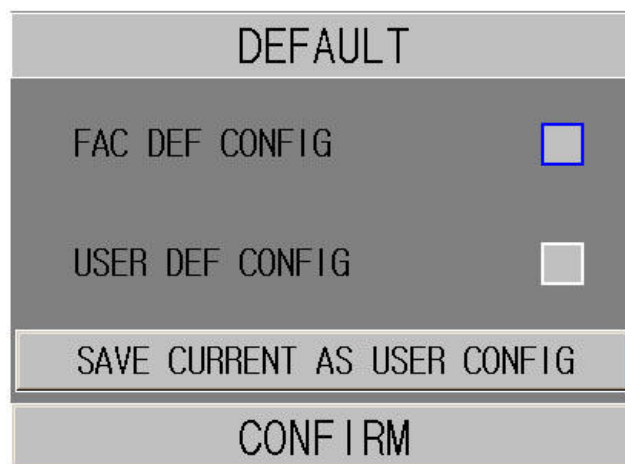 DEFAULT
FAC DEF CONFIG
USER DEF CONFIG
SAVE CURRENT AS USER CONFIG
CONFIRM